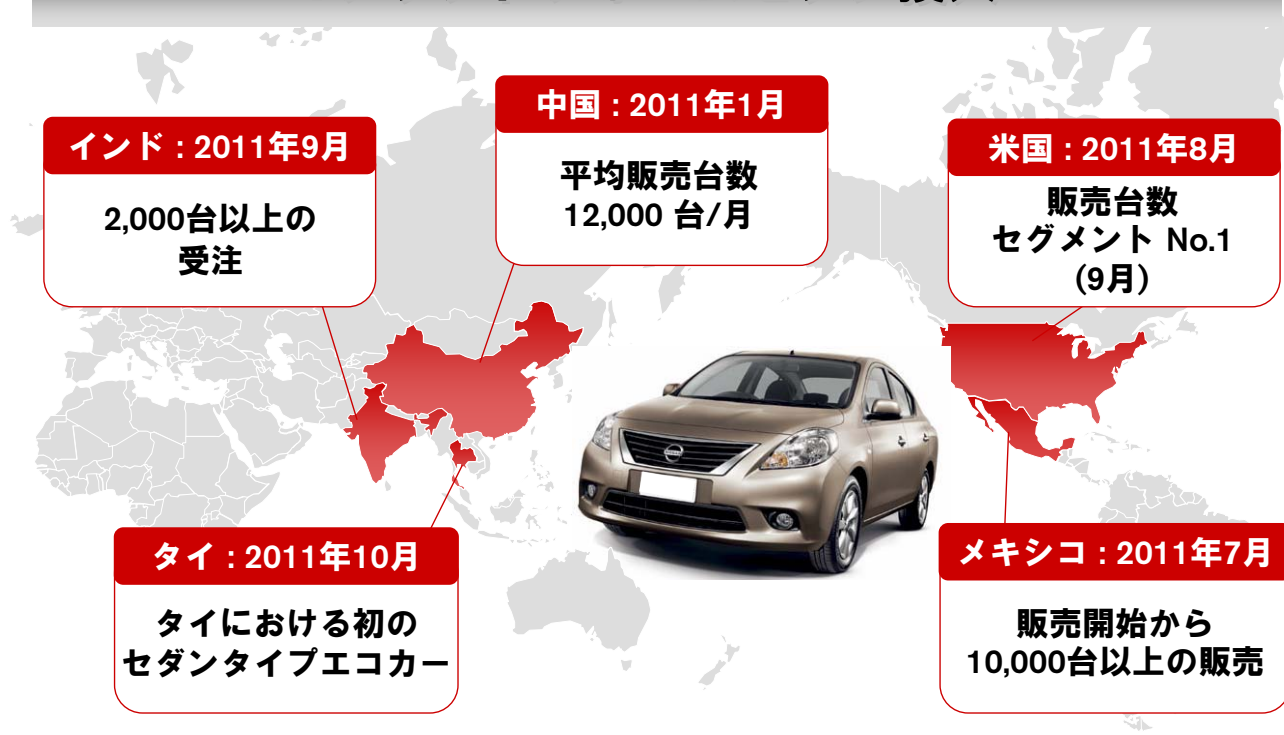 中国 : 2011年1月
平均販売台数
12,000 台/月
インド : 2011年9月
2,000台以上の
受注
米国 : 2011年8月
販売台数
セグメント No.1
(9月)
タイ : 2011年10月
タイにおける初の
セダンタイプエコカー
メキシコ : 2011年7月
販売開始から
10,000台以上の販売